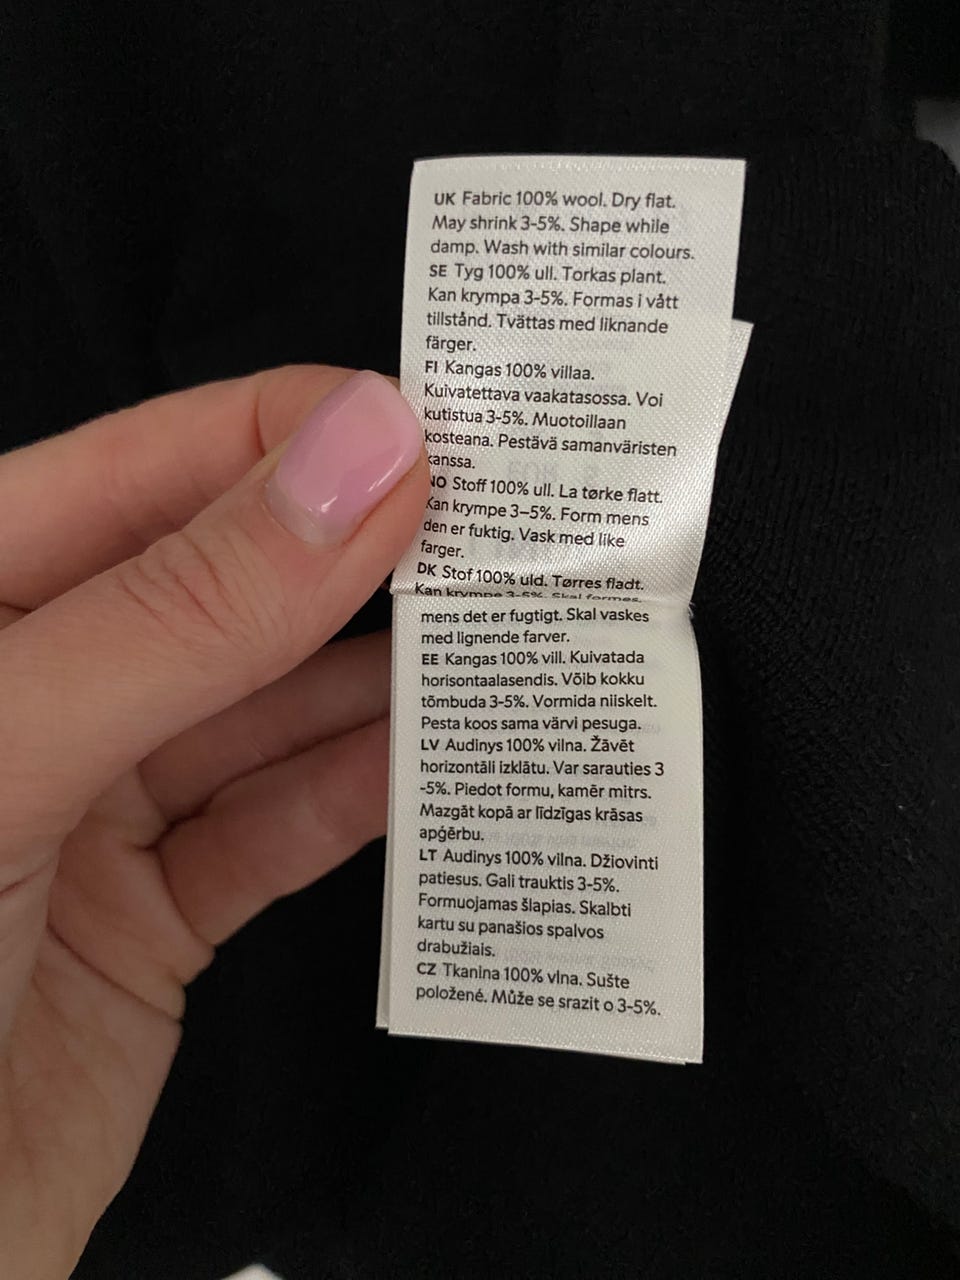 UK Fabric 100% wool. Dry flat.
May shrink 3-5%. Shape while
damp. Wash with similar colours.
SE Tyg 100% ull. Torkas plant.
Kan krympa 3-5%. Formas i vått
tillstånd. Tvättas med liknande
färger.
FI Kangas 100% villaa.
Kuivatettava vaakatasossa. Voi
kutistua 3-5%. Muotoillaan
kosteana. Pestävä samanväristen
kanssa.
NO Stoff 100% ull. La tørke flatt.
Kan krympe 3–5%. Form mens
den er fuktig. Vask med like
farger.
DK Stof 100% uld. Tørres fladt.
Kan krympe 3-5%. Skal formes
mens det er fugtigt. Skal vaskes
med lignende farver.
EE Kangas 100% vill. Kuivatada
horisontaalasendis. Võib kokku
tõmbuda 3-5%. Vormida niiskelt.
Pesta koos sama värvi pesuga.
LV Audinys 100% vilna. Žāvēt
horizontāli izklātu. Var sarauties 3
-5%. Piedot formu, kamēr mitrs.
Mazgāt kopā ar līdzīgas krāsas
apģērbu.
LT Audinys 100% vilna. Džiovinti
patiesus. Gali trauktis 3-5%.
Formuojamas šlapias. Skalbti
kartu su panašios spalvos
drabužiais.
CZ Tkanina 100% vlna. Sušte
položené. Může se srazit o 3-5%.